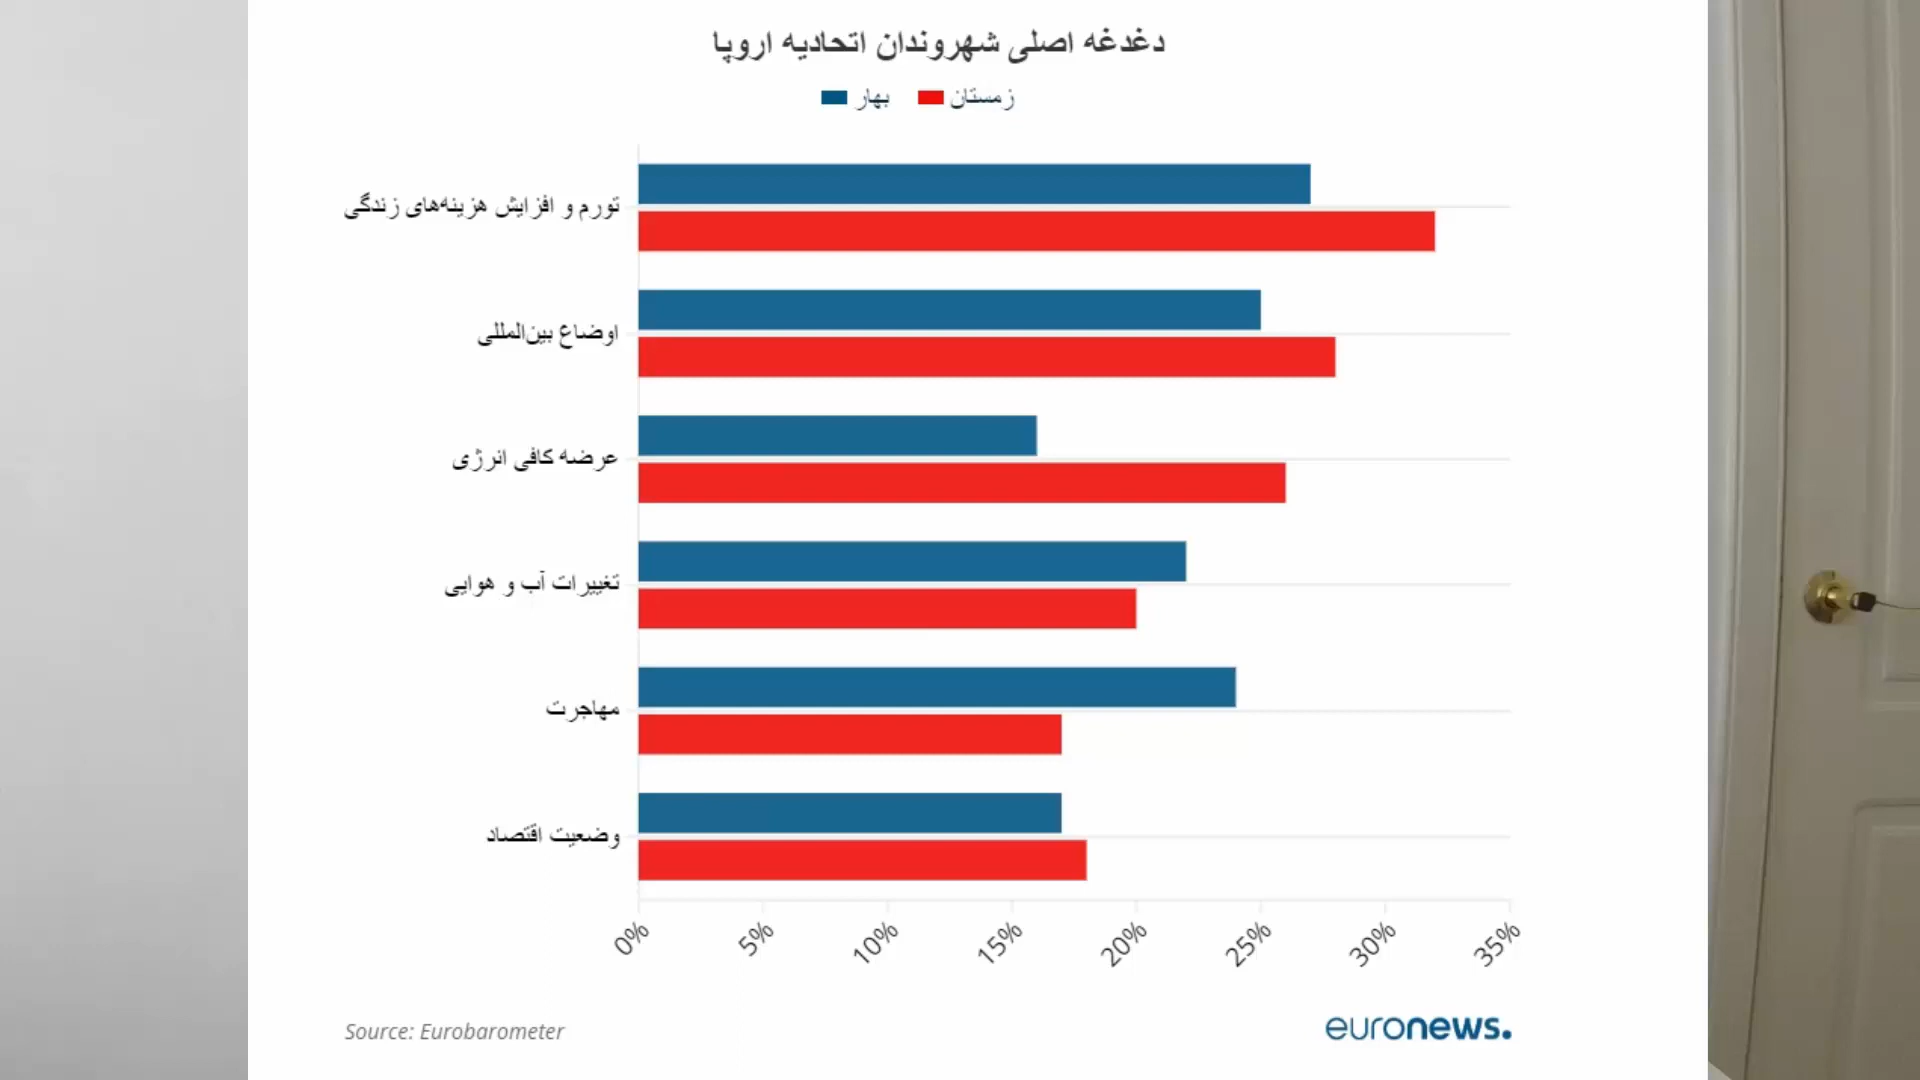 دغدغه اصلی شهروندان اتحادیه اروپا
بهار زمستان
تورم و افزایش هزینه‌های زندگی
اوضاع بین‌المللی
عرضه کافی انرژی
تغییرات آب و هوایی
مهاجرت
وضعیت اقتصاد
0% 5% 10% 15% 20% 25% 30% 35%
Source: Eurobarometer
euronews.